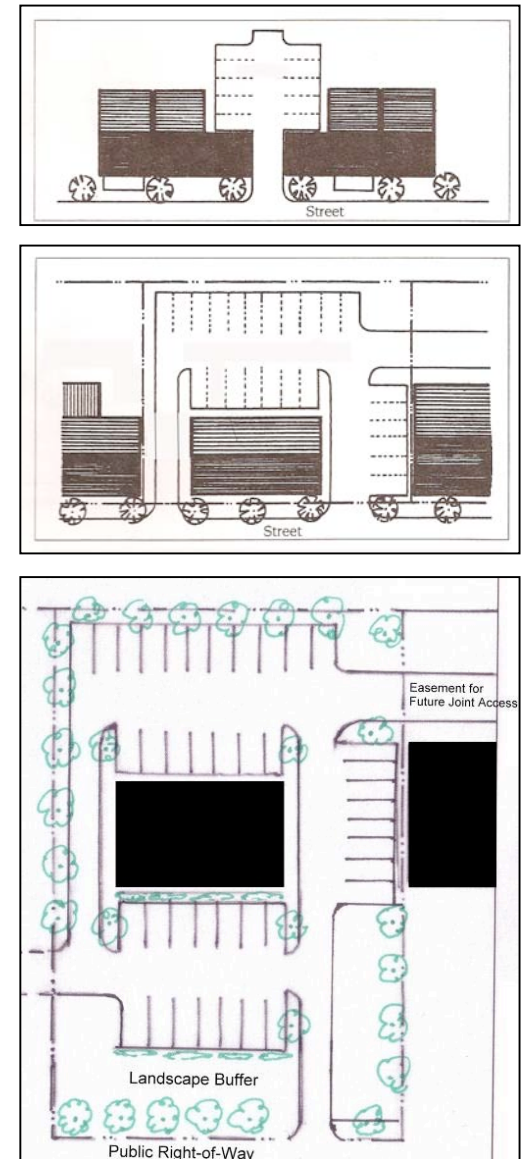 Street
Street
Easement for
Future Joint Access
Landscape Buffer
Public Right-of-Way